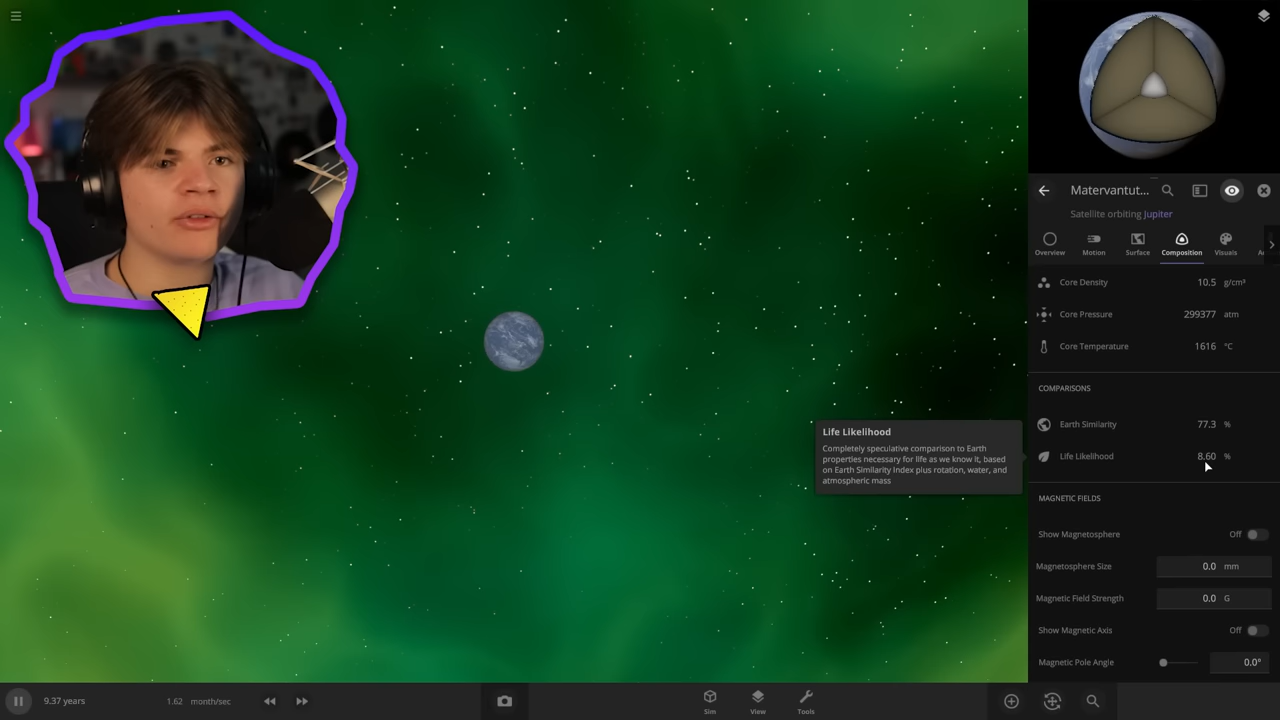 Matervantut...
Satellite orbiting Jupiter
Overview
Motion
Surface
Composition
Visuals
Core Density 10.5 g/cm³
Core Pressure 299377 atm
Core Temperature 1616 °C
COMPARISONS
Earth Similarity 77.3 %
Life Likelihood 8.60 %
Life Likelihood
Completely speculative comparison to Earth
properties necessary for life as we know it, based
on Earth Similarity Index plus rotation, water, and
atmospheric mass
MAGNETIC FIELDS
Show Magnetosphere Off
Magnetosphere Size 0.0 mm
Magnetic Field Strength 0.0 G
Show Magnetic Axis Off
Magnetic Pole Angle 0.0°
9.37 years
1.62 month/sec
Sim
View
Tools